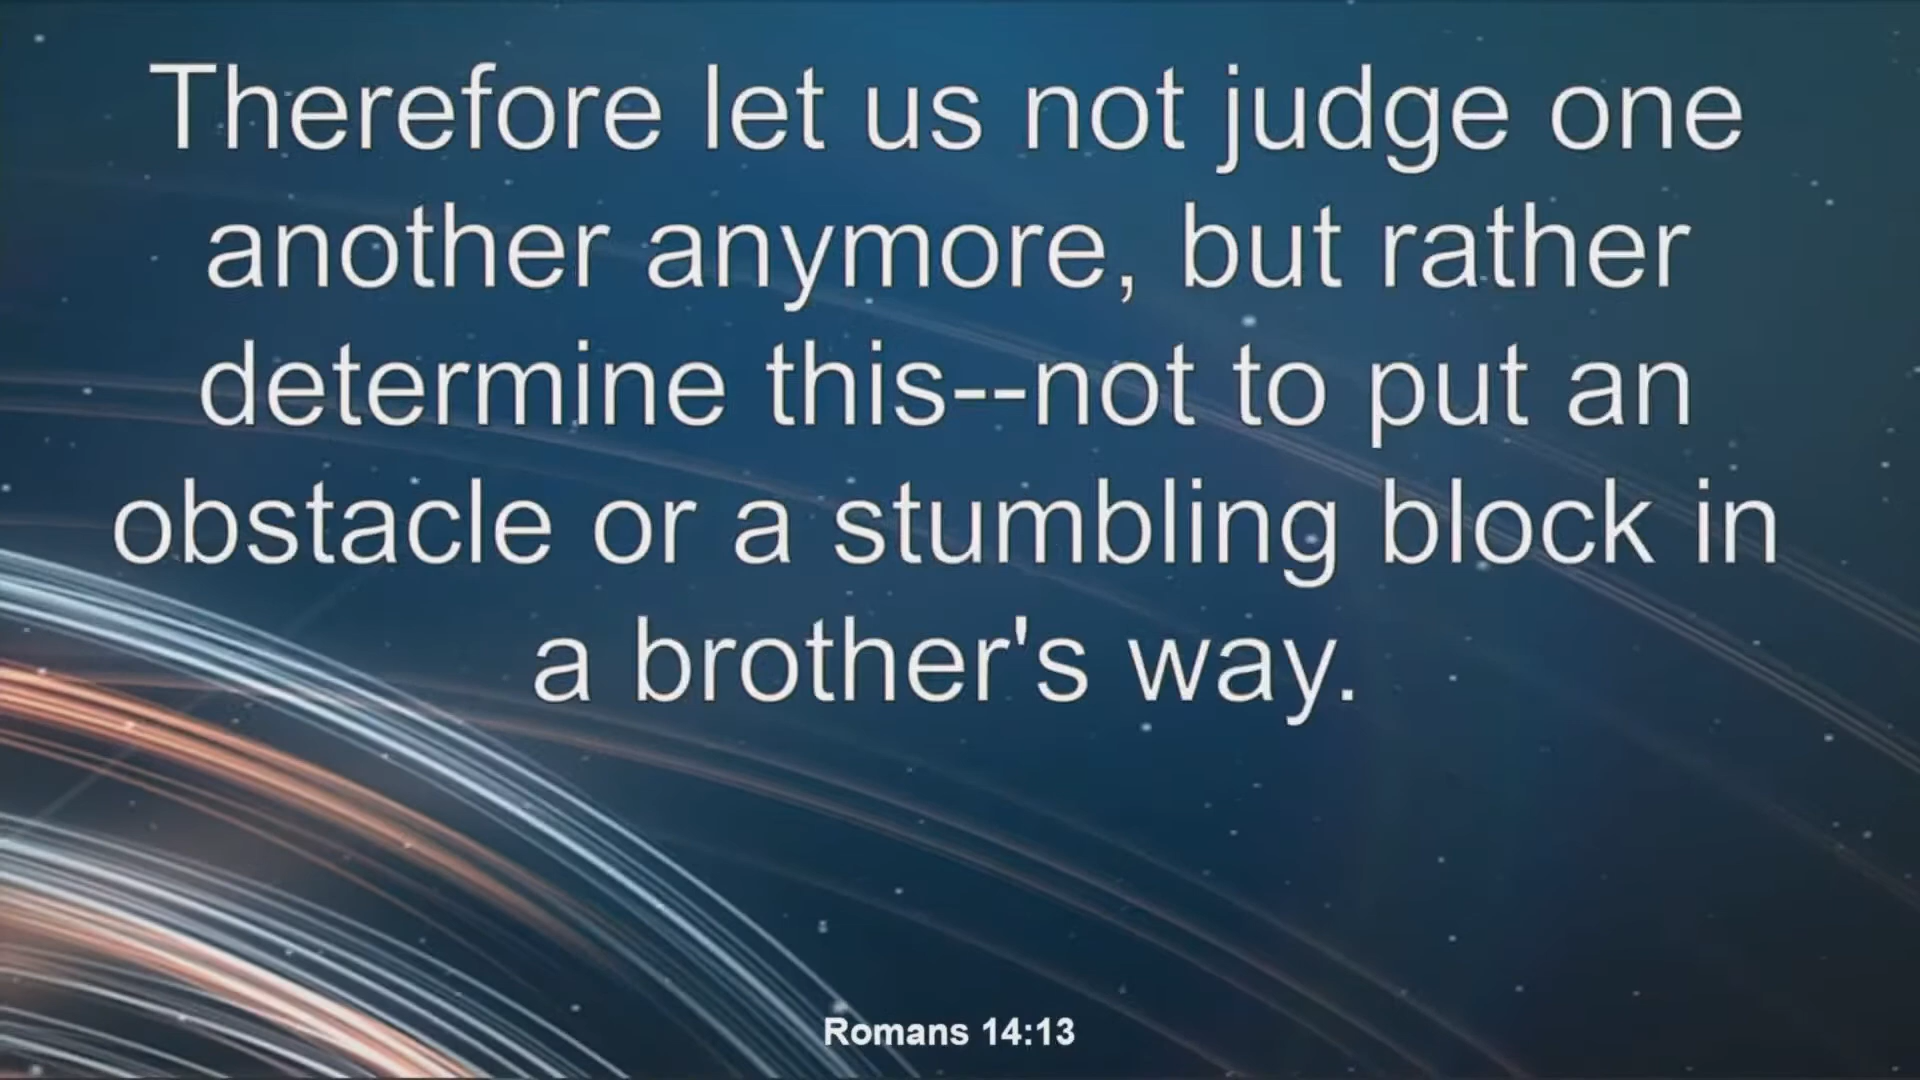 Therefore let us not judge one
another anymore, but rather
determine this--not to put an
obstacle or a stumbling block in
a brother's way.
Romans 14:13